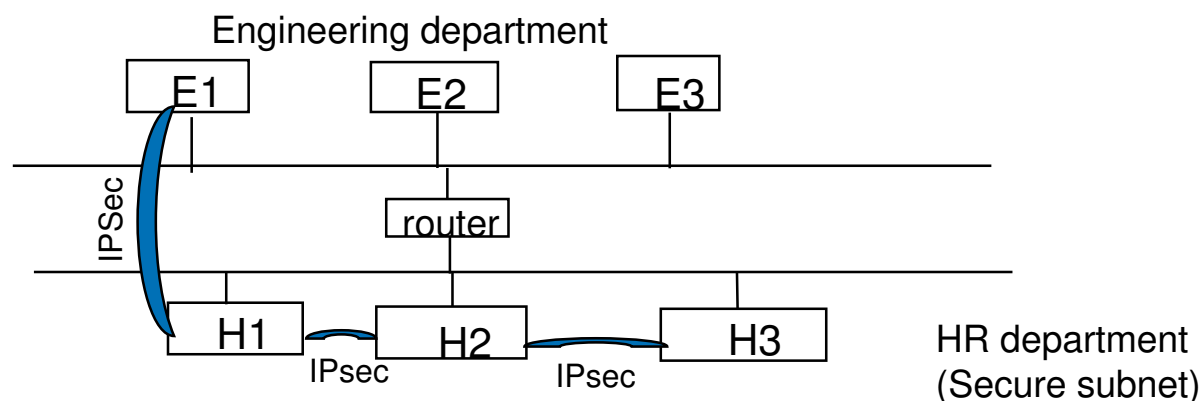 Engineering department
E1
E2
E3
IPSec
router
H1
H2
H3
IPsec
IPsec
HR department
(Secure subnet)